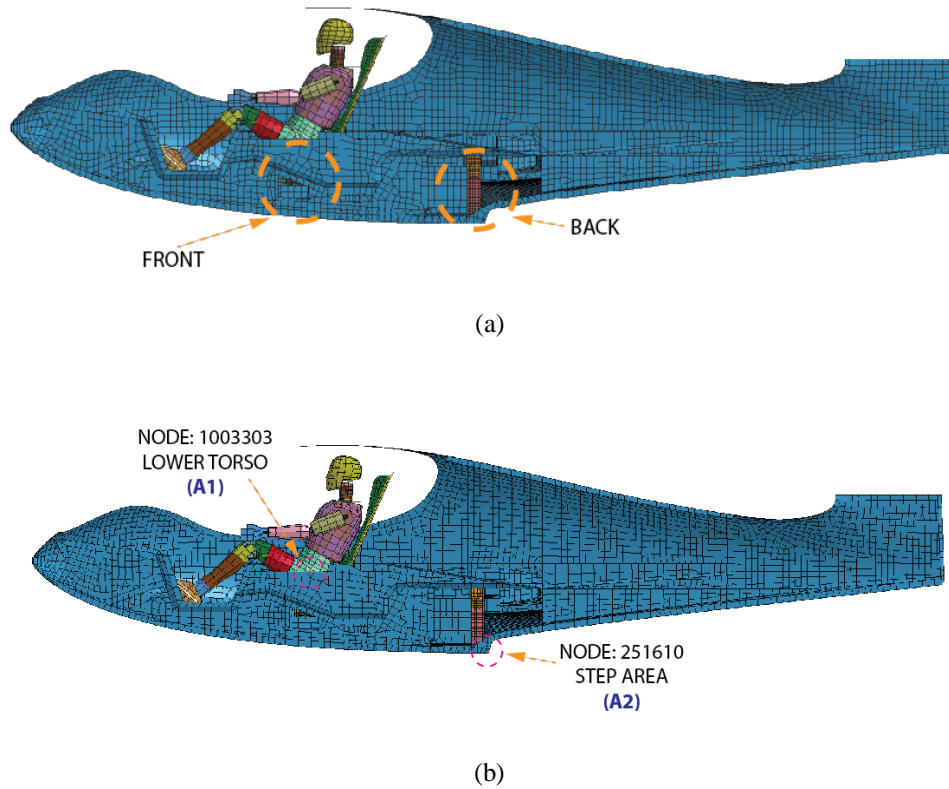 FRONT
BACK
(a)
NODE: 1003303
LOWER TORSO
(A1)
NODE: 251610
STEP AREA
(A2)
(b)